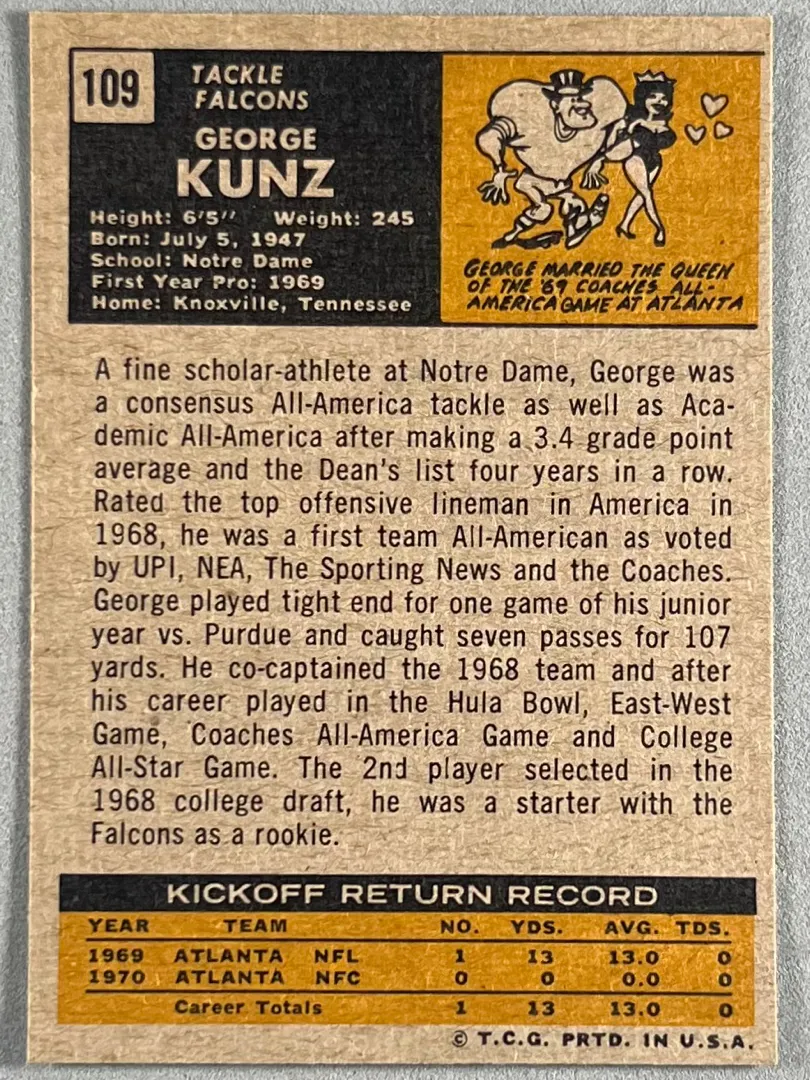 109
TACKLE
FALCONS
GEORGE
KUNZ
Height: 6'5" Weight: 245
Born: July 5, 1947
School: Notre Dame
First Year Pro: 1969
Home: Knoxville, Tennessee
GEORGE MARRIED THE QUEEN
OF THE '69 COACHES ALL-
AMERICA GAME AT ATLANTA
A fine scholar-athlete at Notre Dame, George was
a consensus All-America tackle as well as Aca-
demic All-America after making a 3.4 grade point
average and the Dean's list four years in a row.
Rated the top offensive lineman in America in
1968, he was a first team All-American as voted
by UPI, NEA, The Sporting News and the Coaches.
George played tight end for one game of his junior
year vs. Purdue and caught seven passes for 107
yards. He co-captained the 1968 team and after
his career played in the Hula Bowl, East-West
Game, Coaches All-America Game and College
All-Star Game. The 2nd player selected in the
1968 college draft, he was a starter with the
Falcons as a rookie.
KICKOFF RETURN RECORD
YEAR TEAM NO. YDS. AVG. TDS.
1969 ATLANTA NFL 1 13 13.0 0
1970 ATLANTA NFC 0 0 0.0 0
Career Totals 1 13 13.0 0
© T.C.G. PRTD. IN U.S.A.